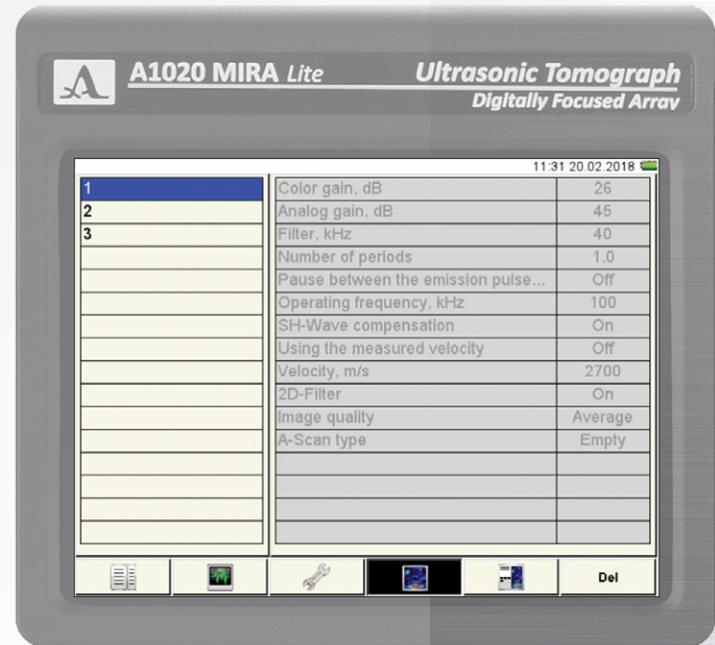 A1020 MIRA Lite
Ultrasonic Tomograph
Digitally Focused Array
11:31 20.02.2018
1
2
3
Color gain, dB 26
Analog gain, dB 45
Filter, kHz 40
Number of periods 1.0
Pause between the emission pulse... Off
Operating frequency, kHz 100
SH-Wave compensation On
Using the measured velocity Off
Velocity, m/s 2700
2D-Filter On
Image quality Average
A-Scan type Empty
Del